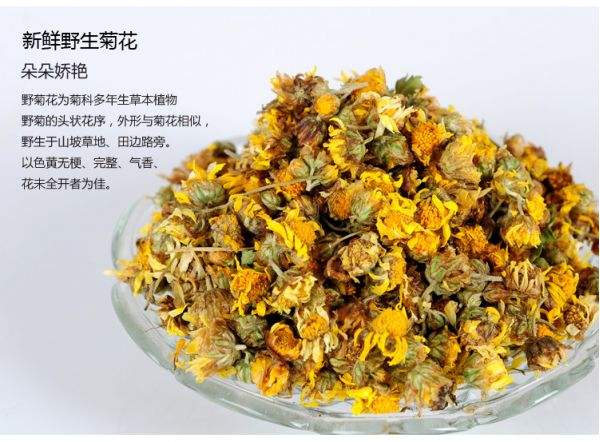 新鲜野生菊花
朵朵娇艳
野菊花为菊科多年生草本植物
野菊的头状花序，外形与菊花相似，
野生于山坡草地、田边路旁。
以色黄无梗、完整、气香、
花未全开者为佳。